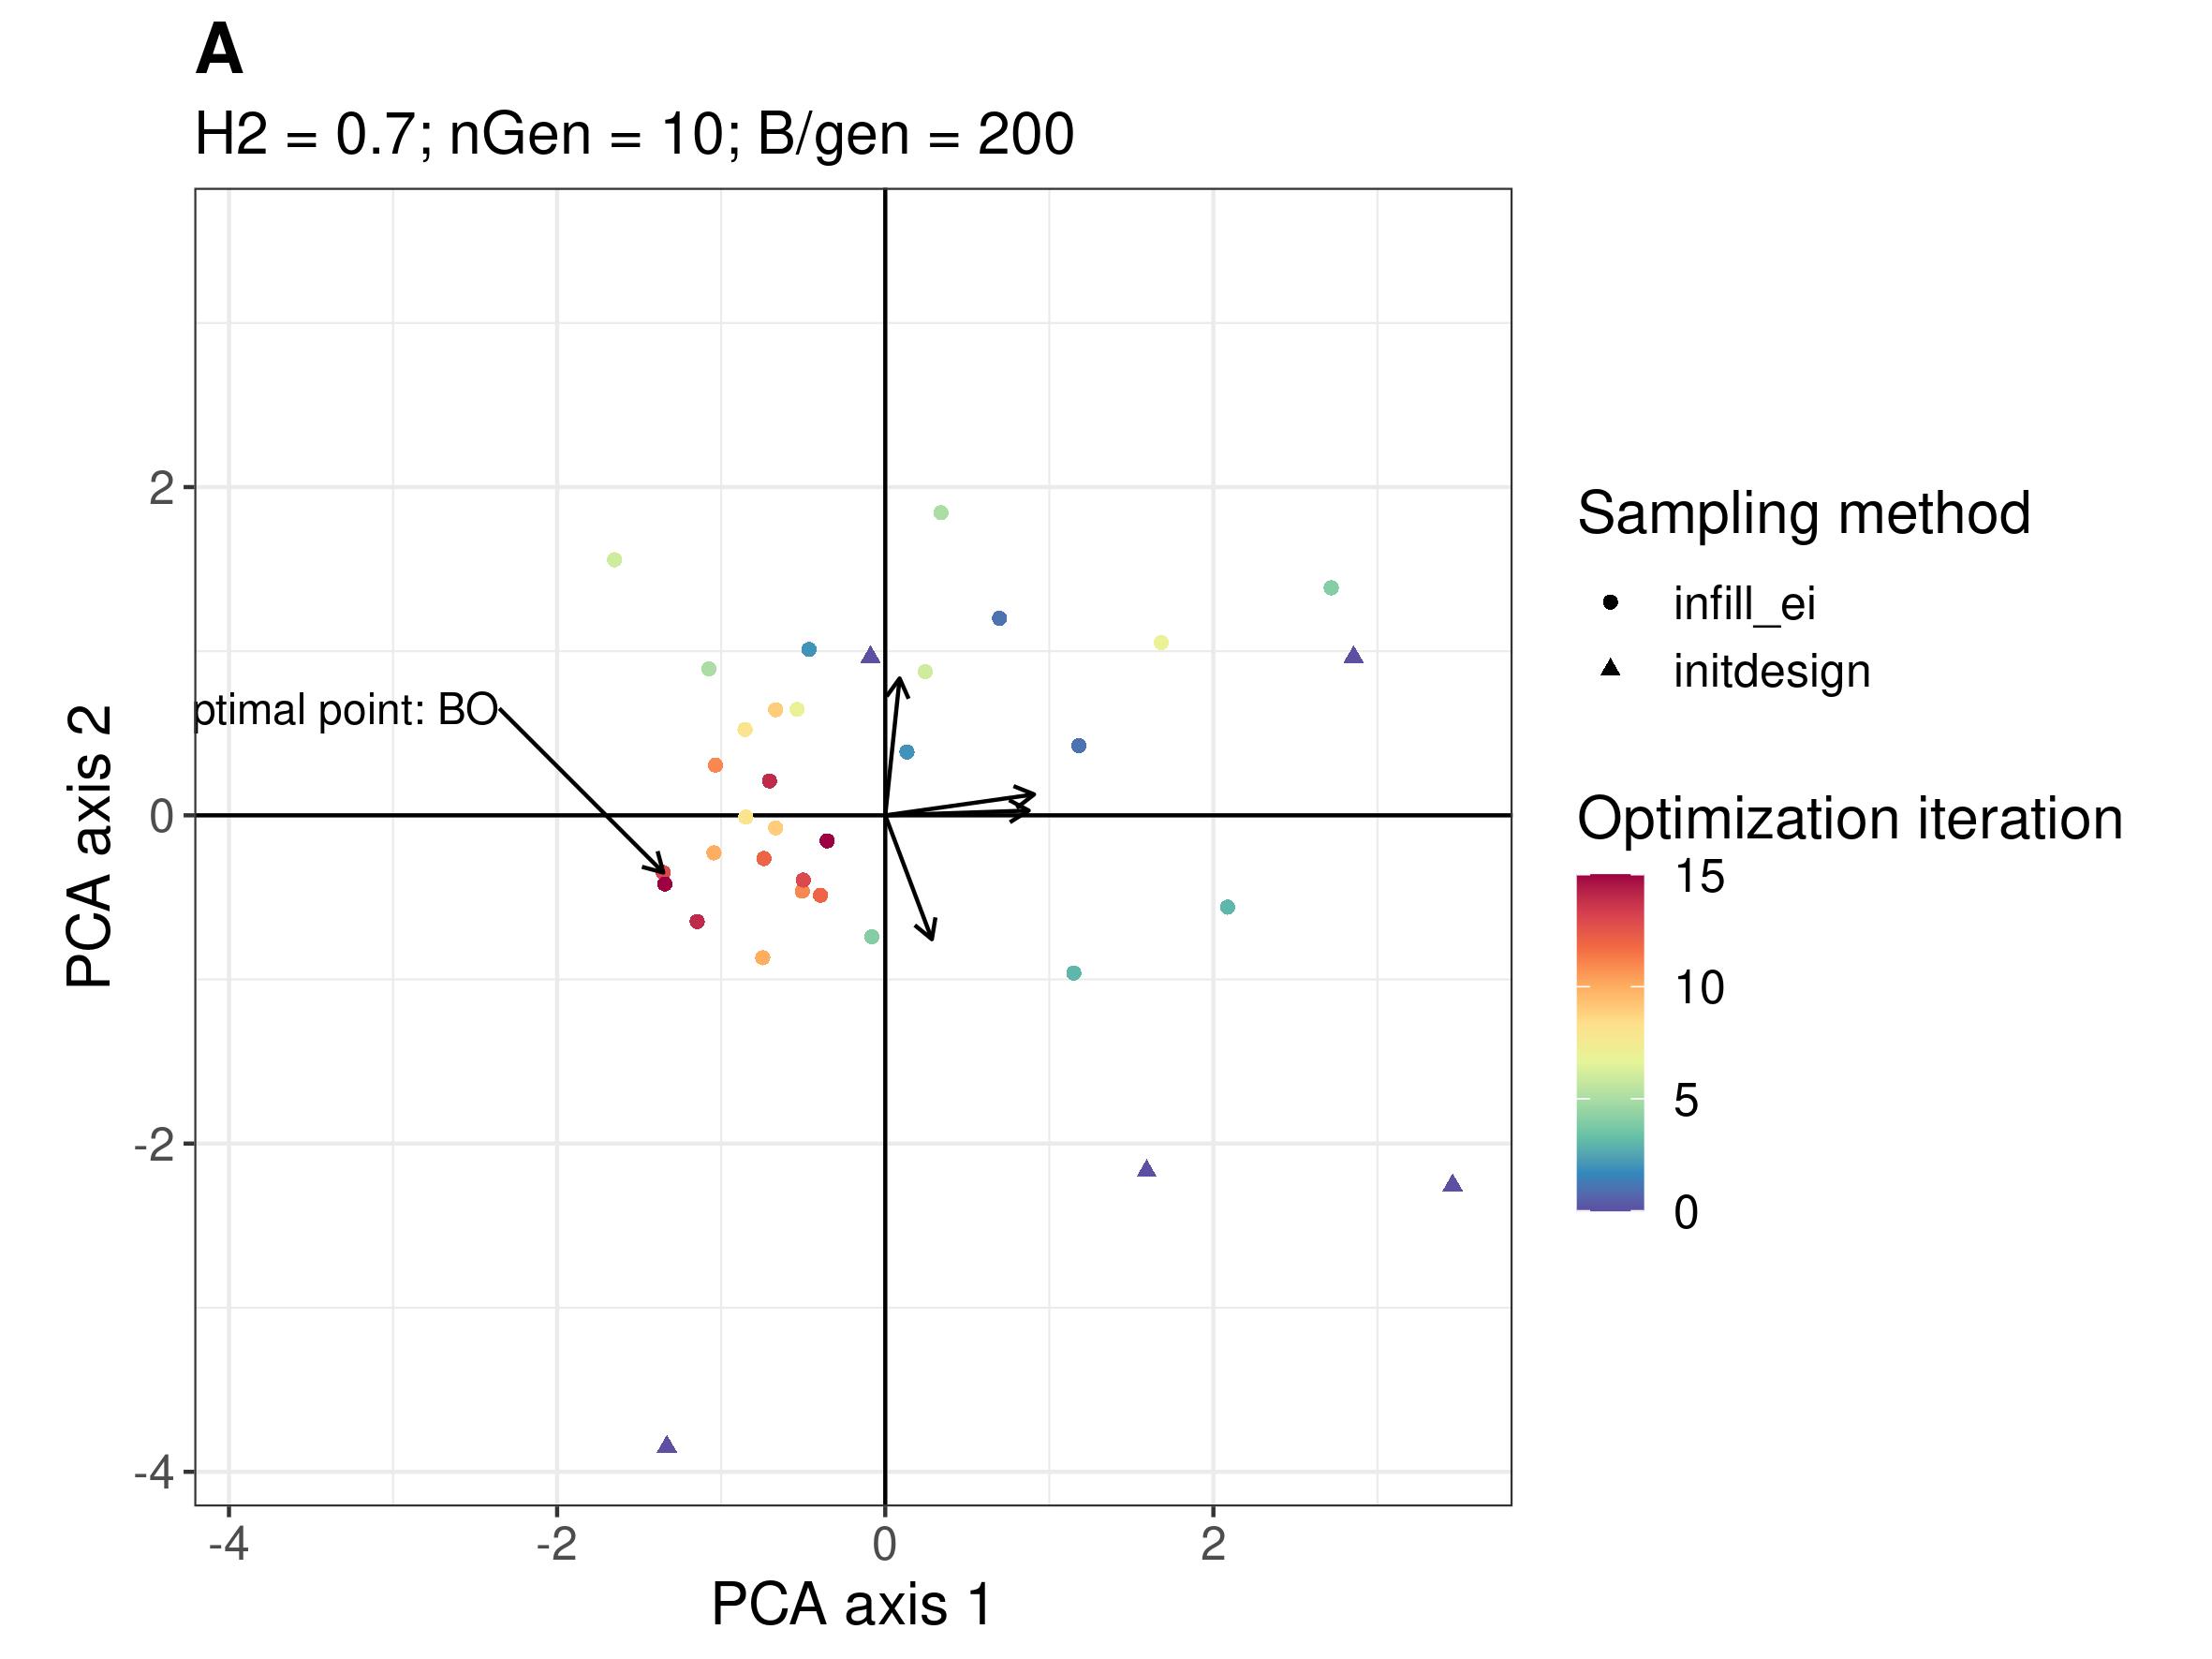 A
H2 = 0.7; nGen = 10; B/gen = 200
ptimal point: BO
2
0
-2
-4
PCA axis 2
-4
-2
0
2
PCA axis 1
Sampling method
infill_ei
initdesign
Optimization iteration
15
10
5
0